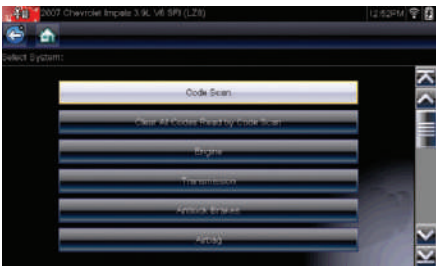 2007 Chevrolet Impala 3.9L V6 SFI (LZ8)
12:52PM
Select System:
Code Scan
Clear All Codes Read by Code Scan
Engine
Transmission
Antilock Brakes
Airbag